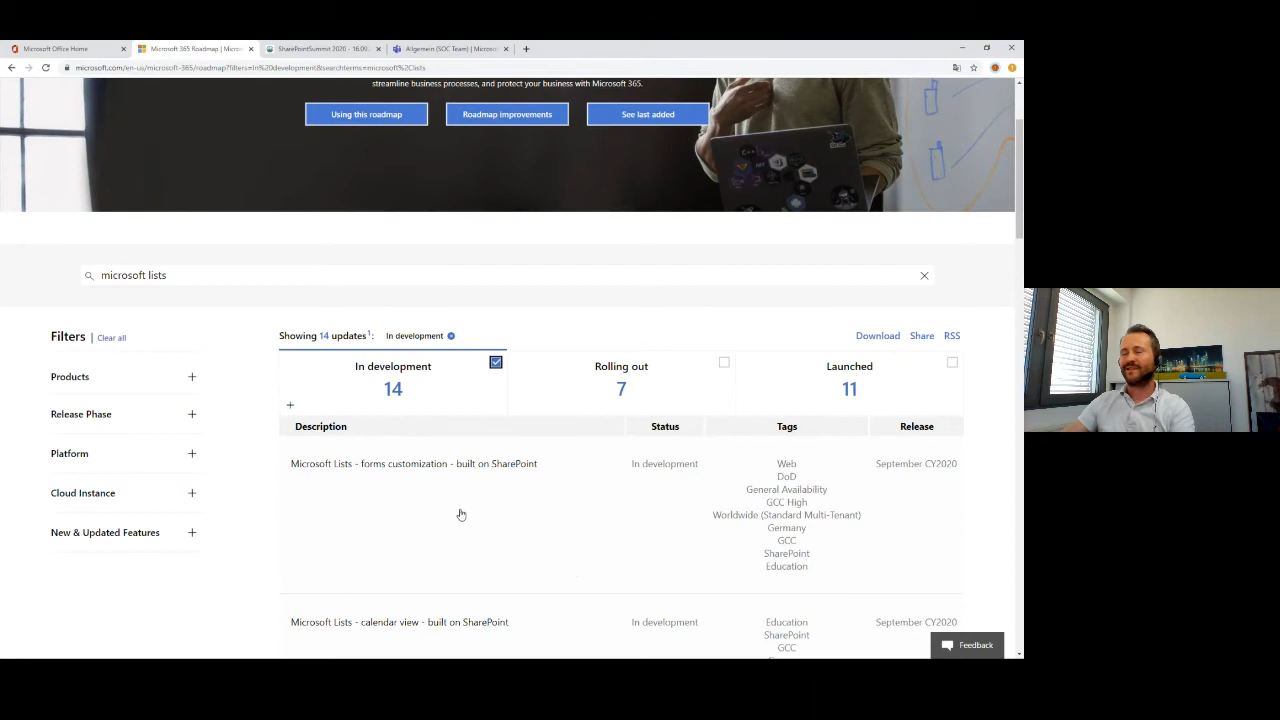 Microsoft Office Home
Microsoft 365 Roadmap | Micros
SharePointSummit 2020 - 16.09.
Allgemein (SOC Team) | Microso
microsoft.com/en-us/microsoft-365/roadmap?filters=In%20development&searchterms=microsoft%2Clists
streamline business processes, and protect your business with Microsoft 365.
Using this roadmap
Roadmap improvements
See last added
microsoft lists
Filters | Clear all
Showing 14 updates¹: In development
Download Share RSS
Products
Release Phase
Platform
Cloud Instance
New & Updated Features
In development
14
Rolling out
7
Launched
11
Description Status Tags Release
Microsoft Lists - forms customization - built on SharePoint
In development
Web
DoD
General Availability
GCC High
Worldwide (Standard Multi-Tenant)
Germany
GCC
SharePoint
Education
September CY2020
Microsoft Lists - calendar view - built on SharePoint
In development
Education
SharePoint
GCC
September CY2020
Feedback